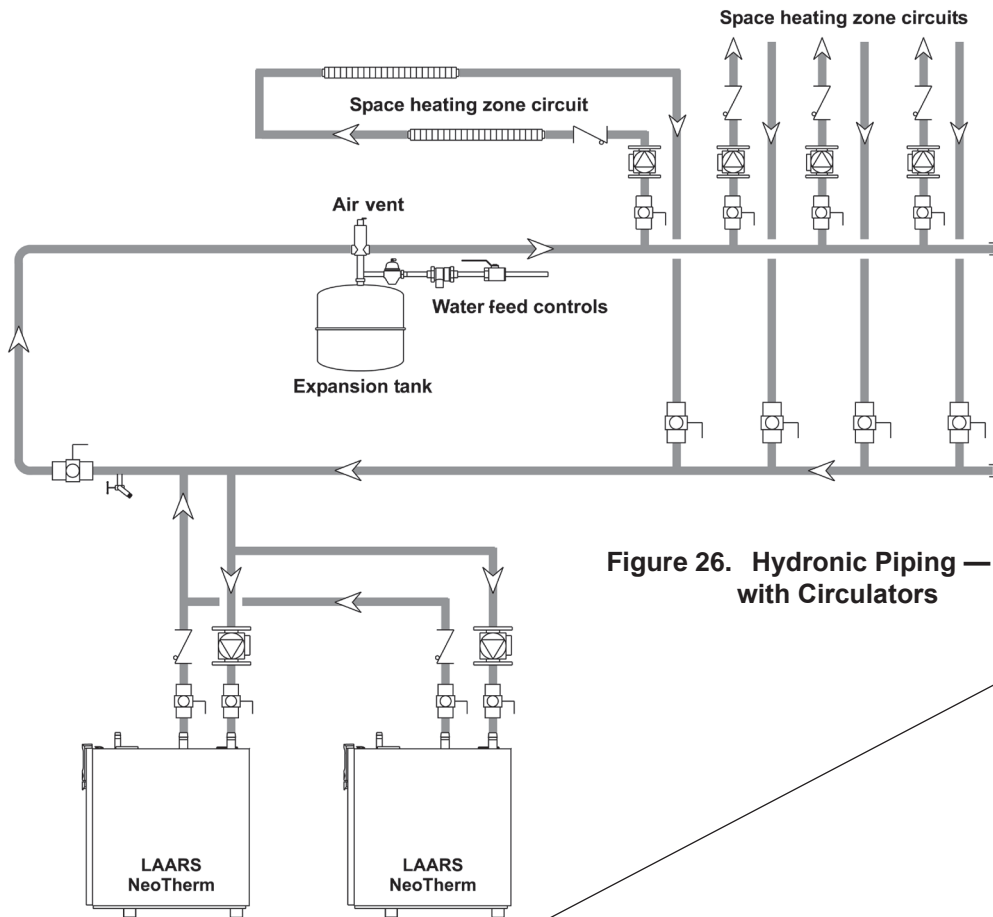 Space heating zone circuits
Space heating zone circuit
Air vent
Water feed controls
Expansion tank
Figure 26. Hydronic Piping —
with Circulators
LAARS
NeoTherm
LAARS
NeoTherm